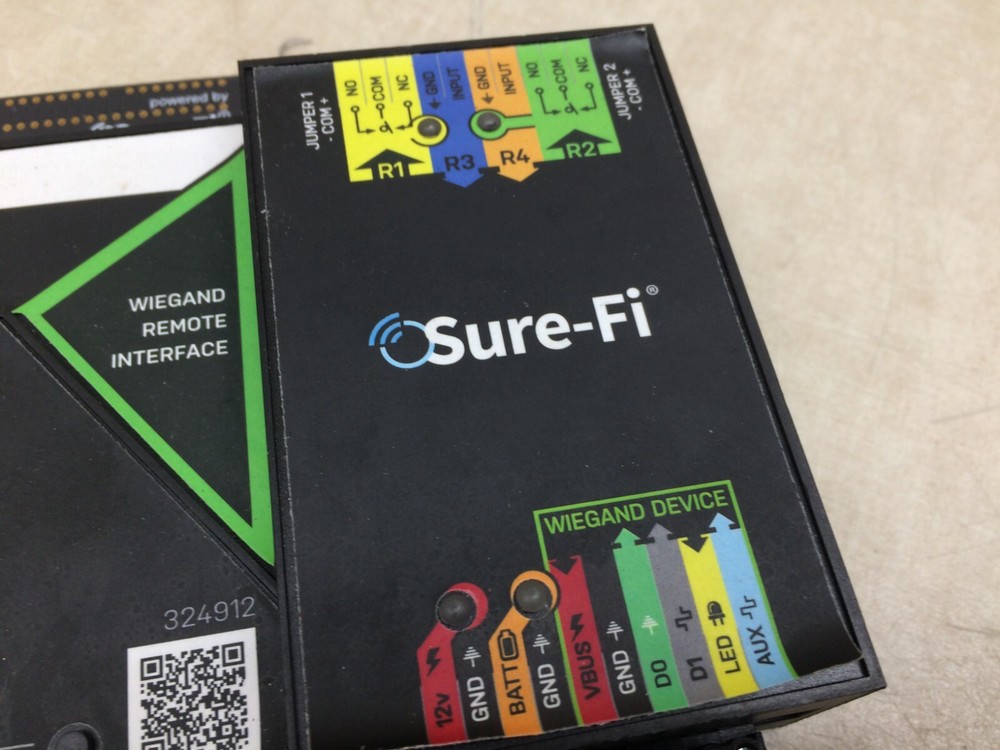 powered by
JUMPER 1
- COM +
NO
COM
NC
GND
INPUT
GND
INPUT
NO
COM
NC
JUMPER 2
- COM +
R1
R3
R4
R2
WIEGAND
REMOTE
INTERFACE
Sure-Fi®
WIEGAND DEVICE
324912
12v
GND
BATT
GND
VBUS
GND
D0
D1
LED
AUX